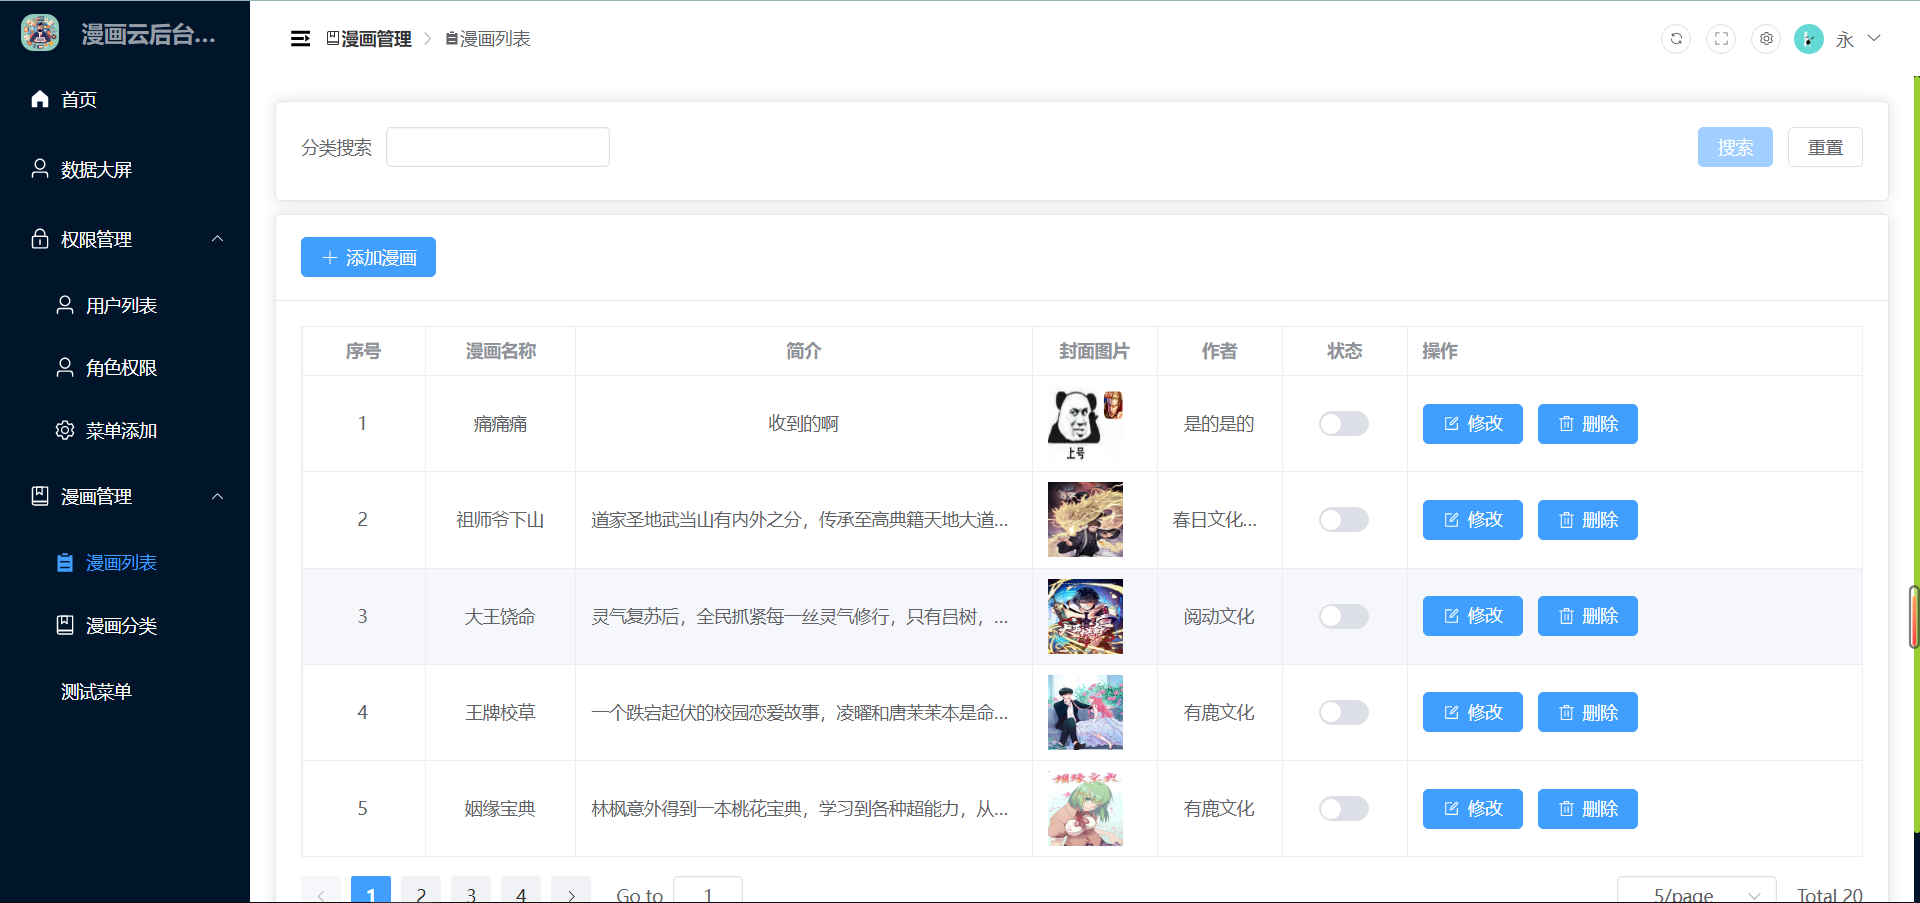 漫画云后台...
首页
数据大屏
权限管理
用户列表
角色权限
菜单添加
漫画管理
漫画列表
漫画分类
测试菜单
漫画管理 > 漫画列表
永
分类搜索
搜索 重置
+ 添加漫画
序号 漫画名称 简介 封面图片 作者 状态 操作
1 痛痛痛 收到的啊 是的是的 修改 删除
上号
2 祖师爷下山 道家圣地武当山有内外之分，传承至高典籍天地大道... 春日文化... 修改 删除
3 大王饶命 灵气复苏后，全民抓紧每一丝灵气修行，只有吕树，... 阅动文化 修改 删除
4 王牌校草 一个跌宕起伏的校园恋爱故事，凌曜和唐茉茉本是命... 有鹿文化 修改 删除
5 姻缘宝典 林枫意外得到一本桃花宝典，学习到各种超能力，从... 有鹿文化 修改 删除
姻缘宝典
< 1 2 3 4 > Go to 1 5/page Total 20